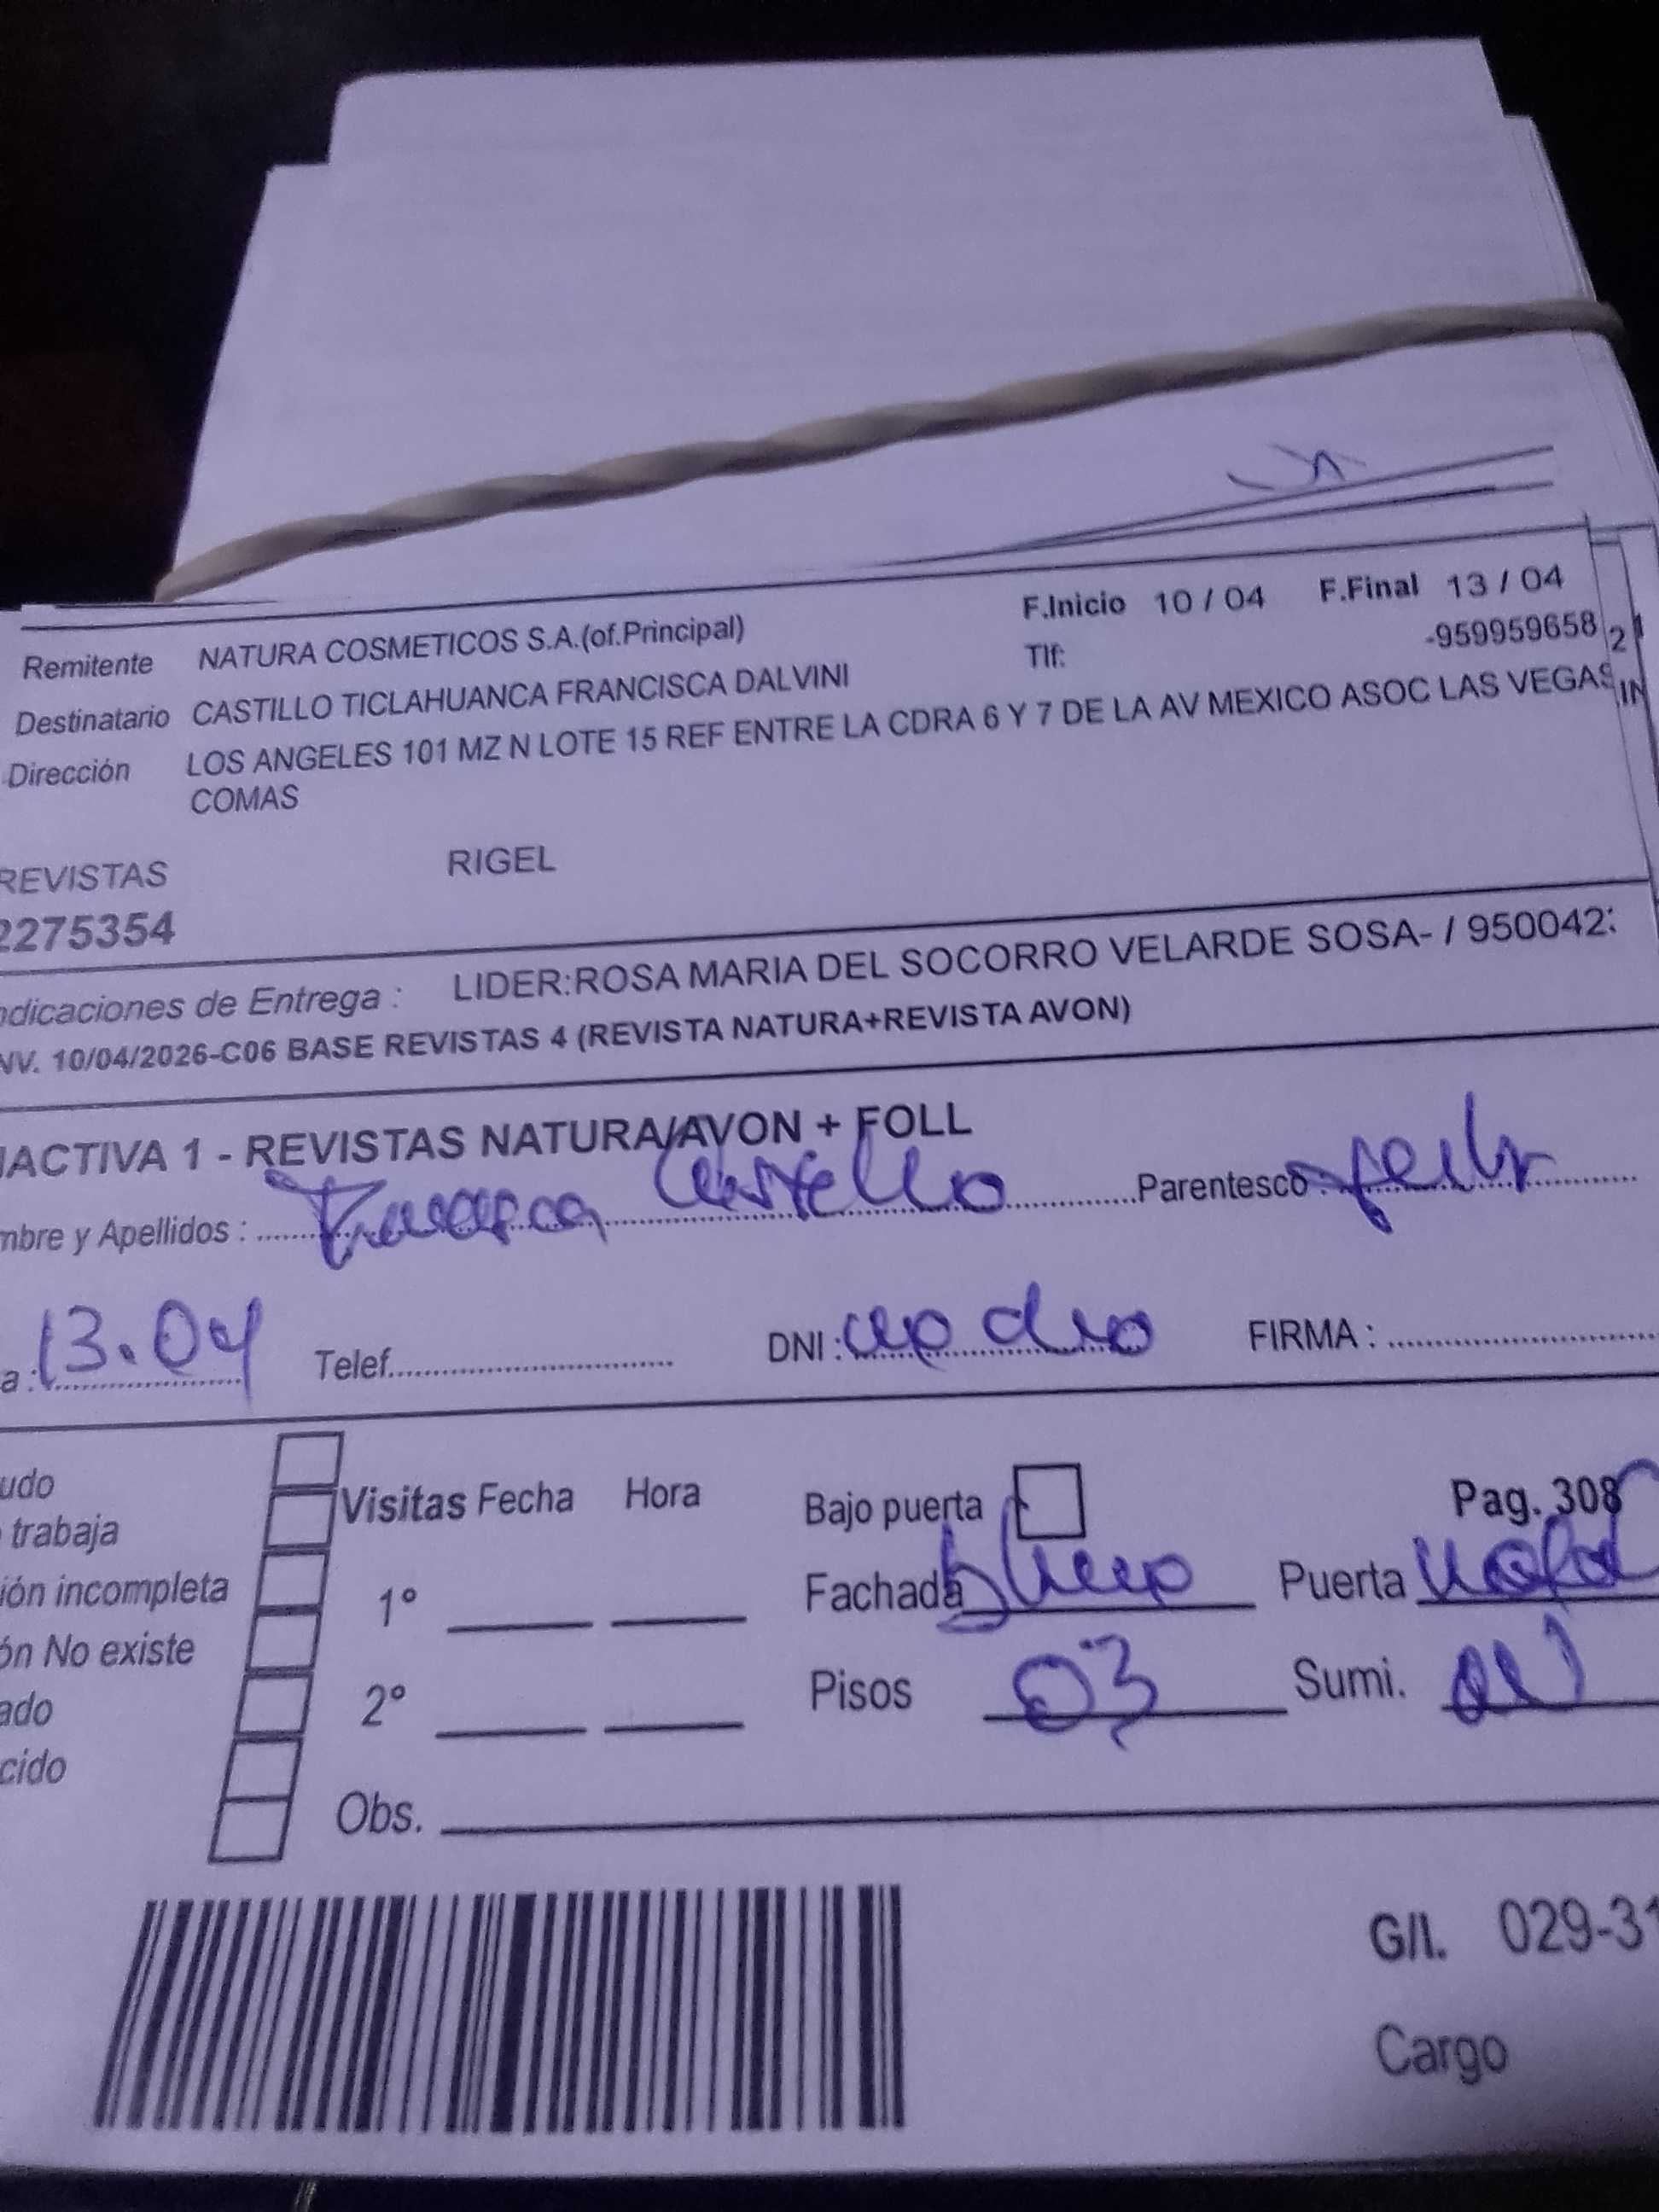 F.Inicio 10 / 04 F.Final 13 / 04
Remitente NATURA COSMETICOS S.A.(of.Principal)
Tlf: -959959658
Destinatario CASTILLO TICLAHUANCA FRANCISCA DALVINI
Dirección LOS ANGELES 101 MZ N LOTE 15 REF ENTRE LA CDRA 6 Y 7 DE LA AV MEXICO ASOC LAS VEGAS
COMAS
REVISTAS RIGEL
2275354
ndicaciones de Entrega : LIDER:ROSA MARIA DEL SOCORRO VELARDE SOSA- / 950042
NV. 10/04/2026-C06 BASE REVISTAS 4 (REVISTA NATURA+REVISTA AVON)
NACTIVA 1 - REVISTAS NATURA/AVON + FOLL
mbre y Apellidos : Castello Parentesco :
a : 13.04 Telef. DNI : FIRMA :
udo
trabaja
ión incompleta
ón No existe
ado
cido
Visitas Fecha Hora
1°
2°
Obs.
Bajo puerta Pag. 308
Fachada Puerta
Pisos 03 Sumi.
G/I. 029-31
Cargo